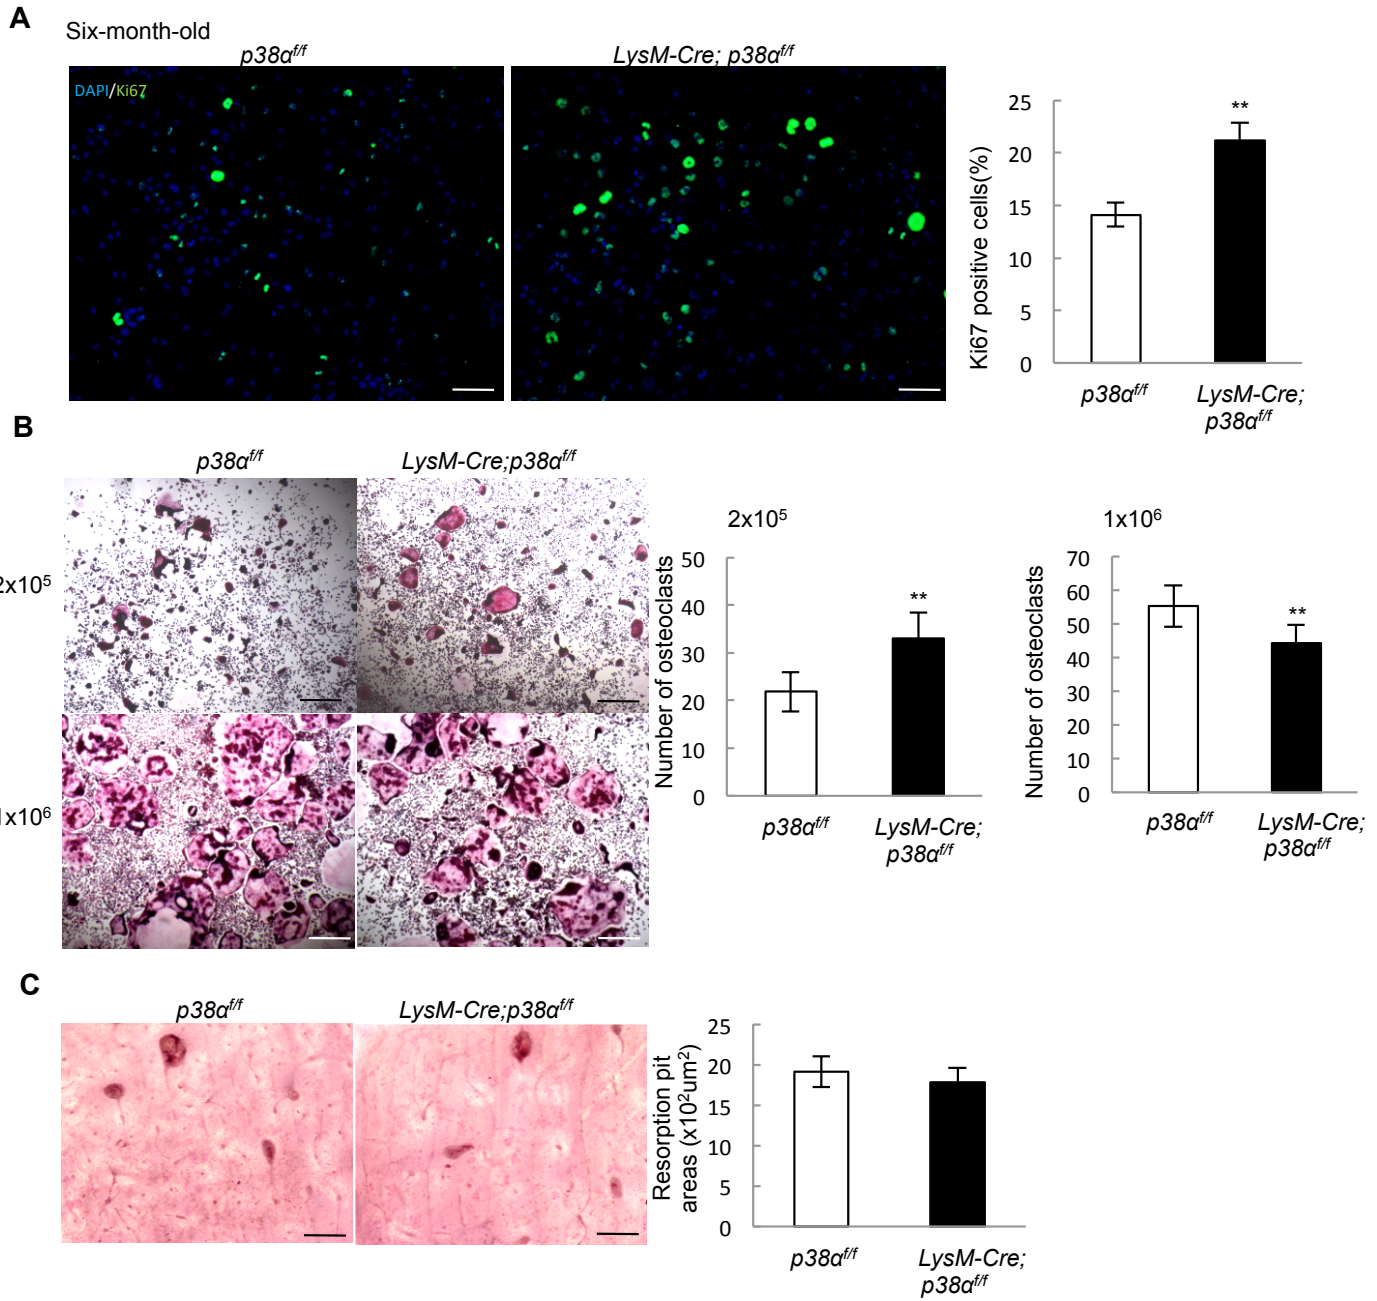 A
Six-month-old
p38αf/f
LysM-Cre; p38αf/f
DAPI/Ki67
Ki67 positive cells(%)
25
20
15
10
5
0
**
p38αf/f
LysM-Cre;
p38αf/f
B
p38αf/f
LysM-Cre;p38αf/f
2x10⁵
1x10⁶
2x10⁵
Number of osteoclasts
50
40
30
20
10
0
**
p38αf/f
LysM-Cre;
p38αf/f
1x10⁶
Number of osteoclasts
70
60
50
40
30
20
10
0
**
p38αf/f
LysM-Cre;
p38αf/f
C
p38αf/f
LysM-Cre;p38αf/f
Resorption pit
areas (x10²um²)
25
20
15
10
5
0
p38αf/f
LysM-Cre;
p38αf/f